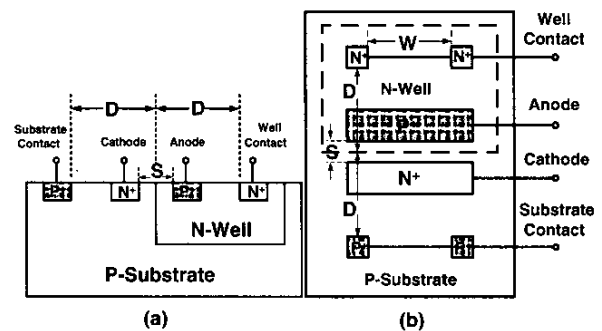 D D
Substrate Contact Cathode Anode Well Contact
S
P+ N+ P+ N+
N-Well
P-Substrate
(a)
Well Contact
N+ W N+
D N-Well
Anode
P+
S
Cathode
N+
D
Substrate Contact
P+ P+
P-Substrate
(b)